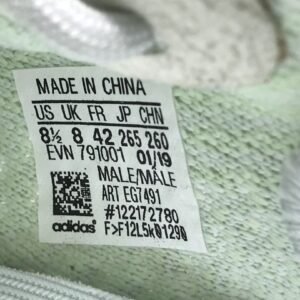 MADE IN CHINA
US UK FR JP CHN
8½ 8 42 265 260
EVN 791001 01/19
MALE/MÂLE
ART EG7491
#122172780
adidas F>F12L5k01290